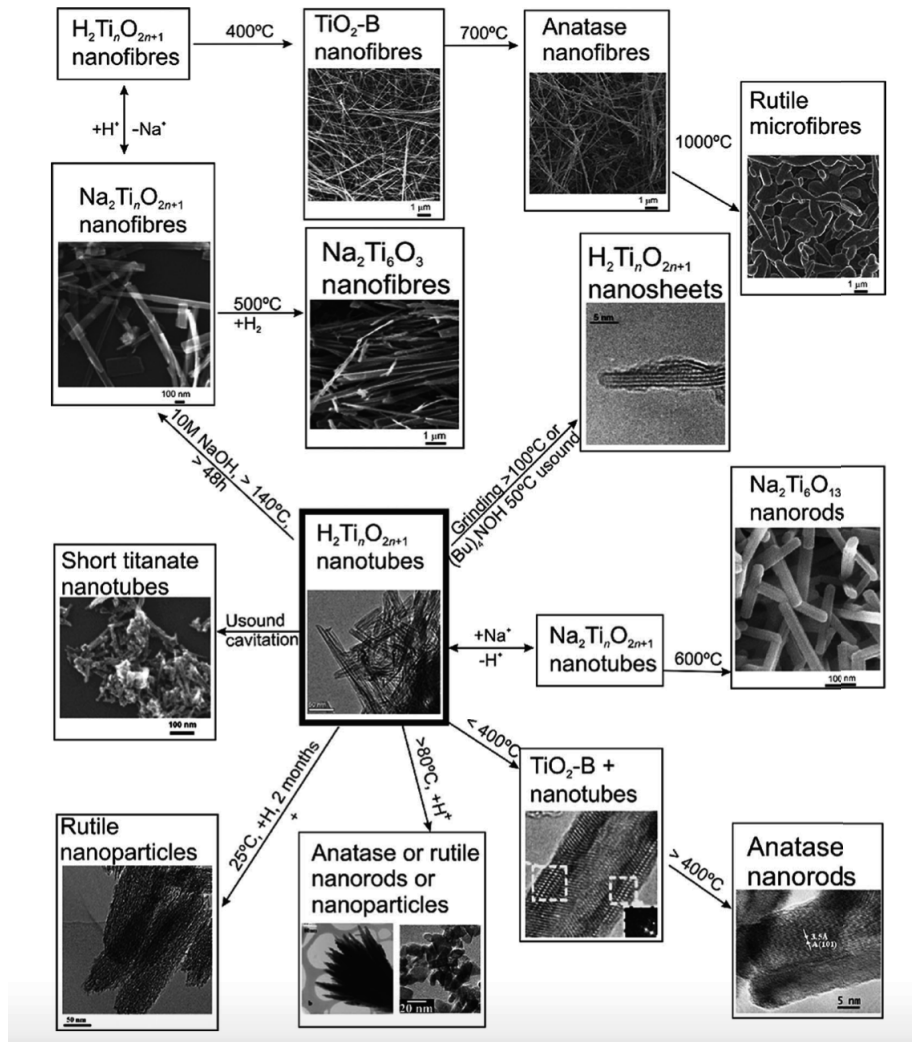 H₂TiₙO₂ₙ₊₁
nanofibres
400ºC
TiO₂-B
nanofibres
1 µm
700ºC
Anatase
nanofibres
1 µm
1000ºC
Rutile
microfibres
1 µm
+H⁺
-Na⁺
Na₂TiₙO₂ₙ₊₁
nanofibres
100 nm
500ºC
+H₂
Na₂Ti₆O₃
nanofibres
1 µm
H₂TiₙO₂ₙ₊₁
nanosheets
5 nm
10M NaOH, > 140ºC,
> 48h
Grinding >100ºC or
(Bu)₄NOH 50ºC usound
H₂TiₙO₂ₙ₊₁
nanotubes
Short titanate
nanotubes
100 nm
Usound
cavitation
+Na⁺
-H⁺
Na₂TiₙO₂ₙ₊₁
nanotubes
600ºC
Na₂Ti₆O₁₃
nanorods
100 nm
25ºC, +H, 2 months
+
Rutile
nanoparticles
50 nm
>80ºC, +H⁺
Anatase or rutile
nanorods or
nanoparticles
20 nm
< 400ºC
TiO₂-B +
nanotubes
> 400ºC
Anatase
nanorods
3.5Å
A(101)
5 nm